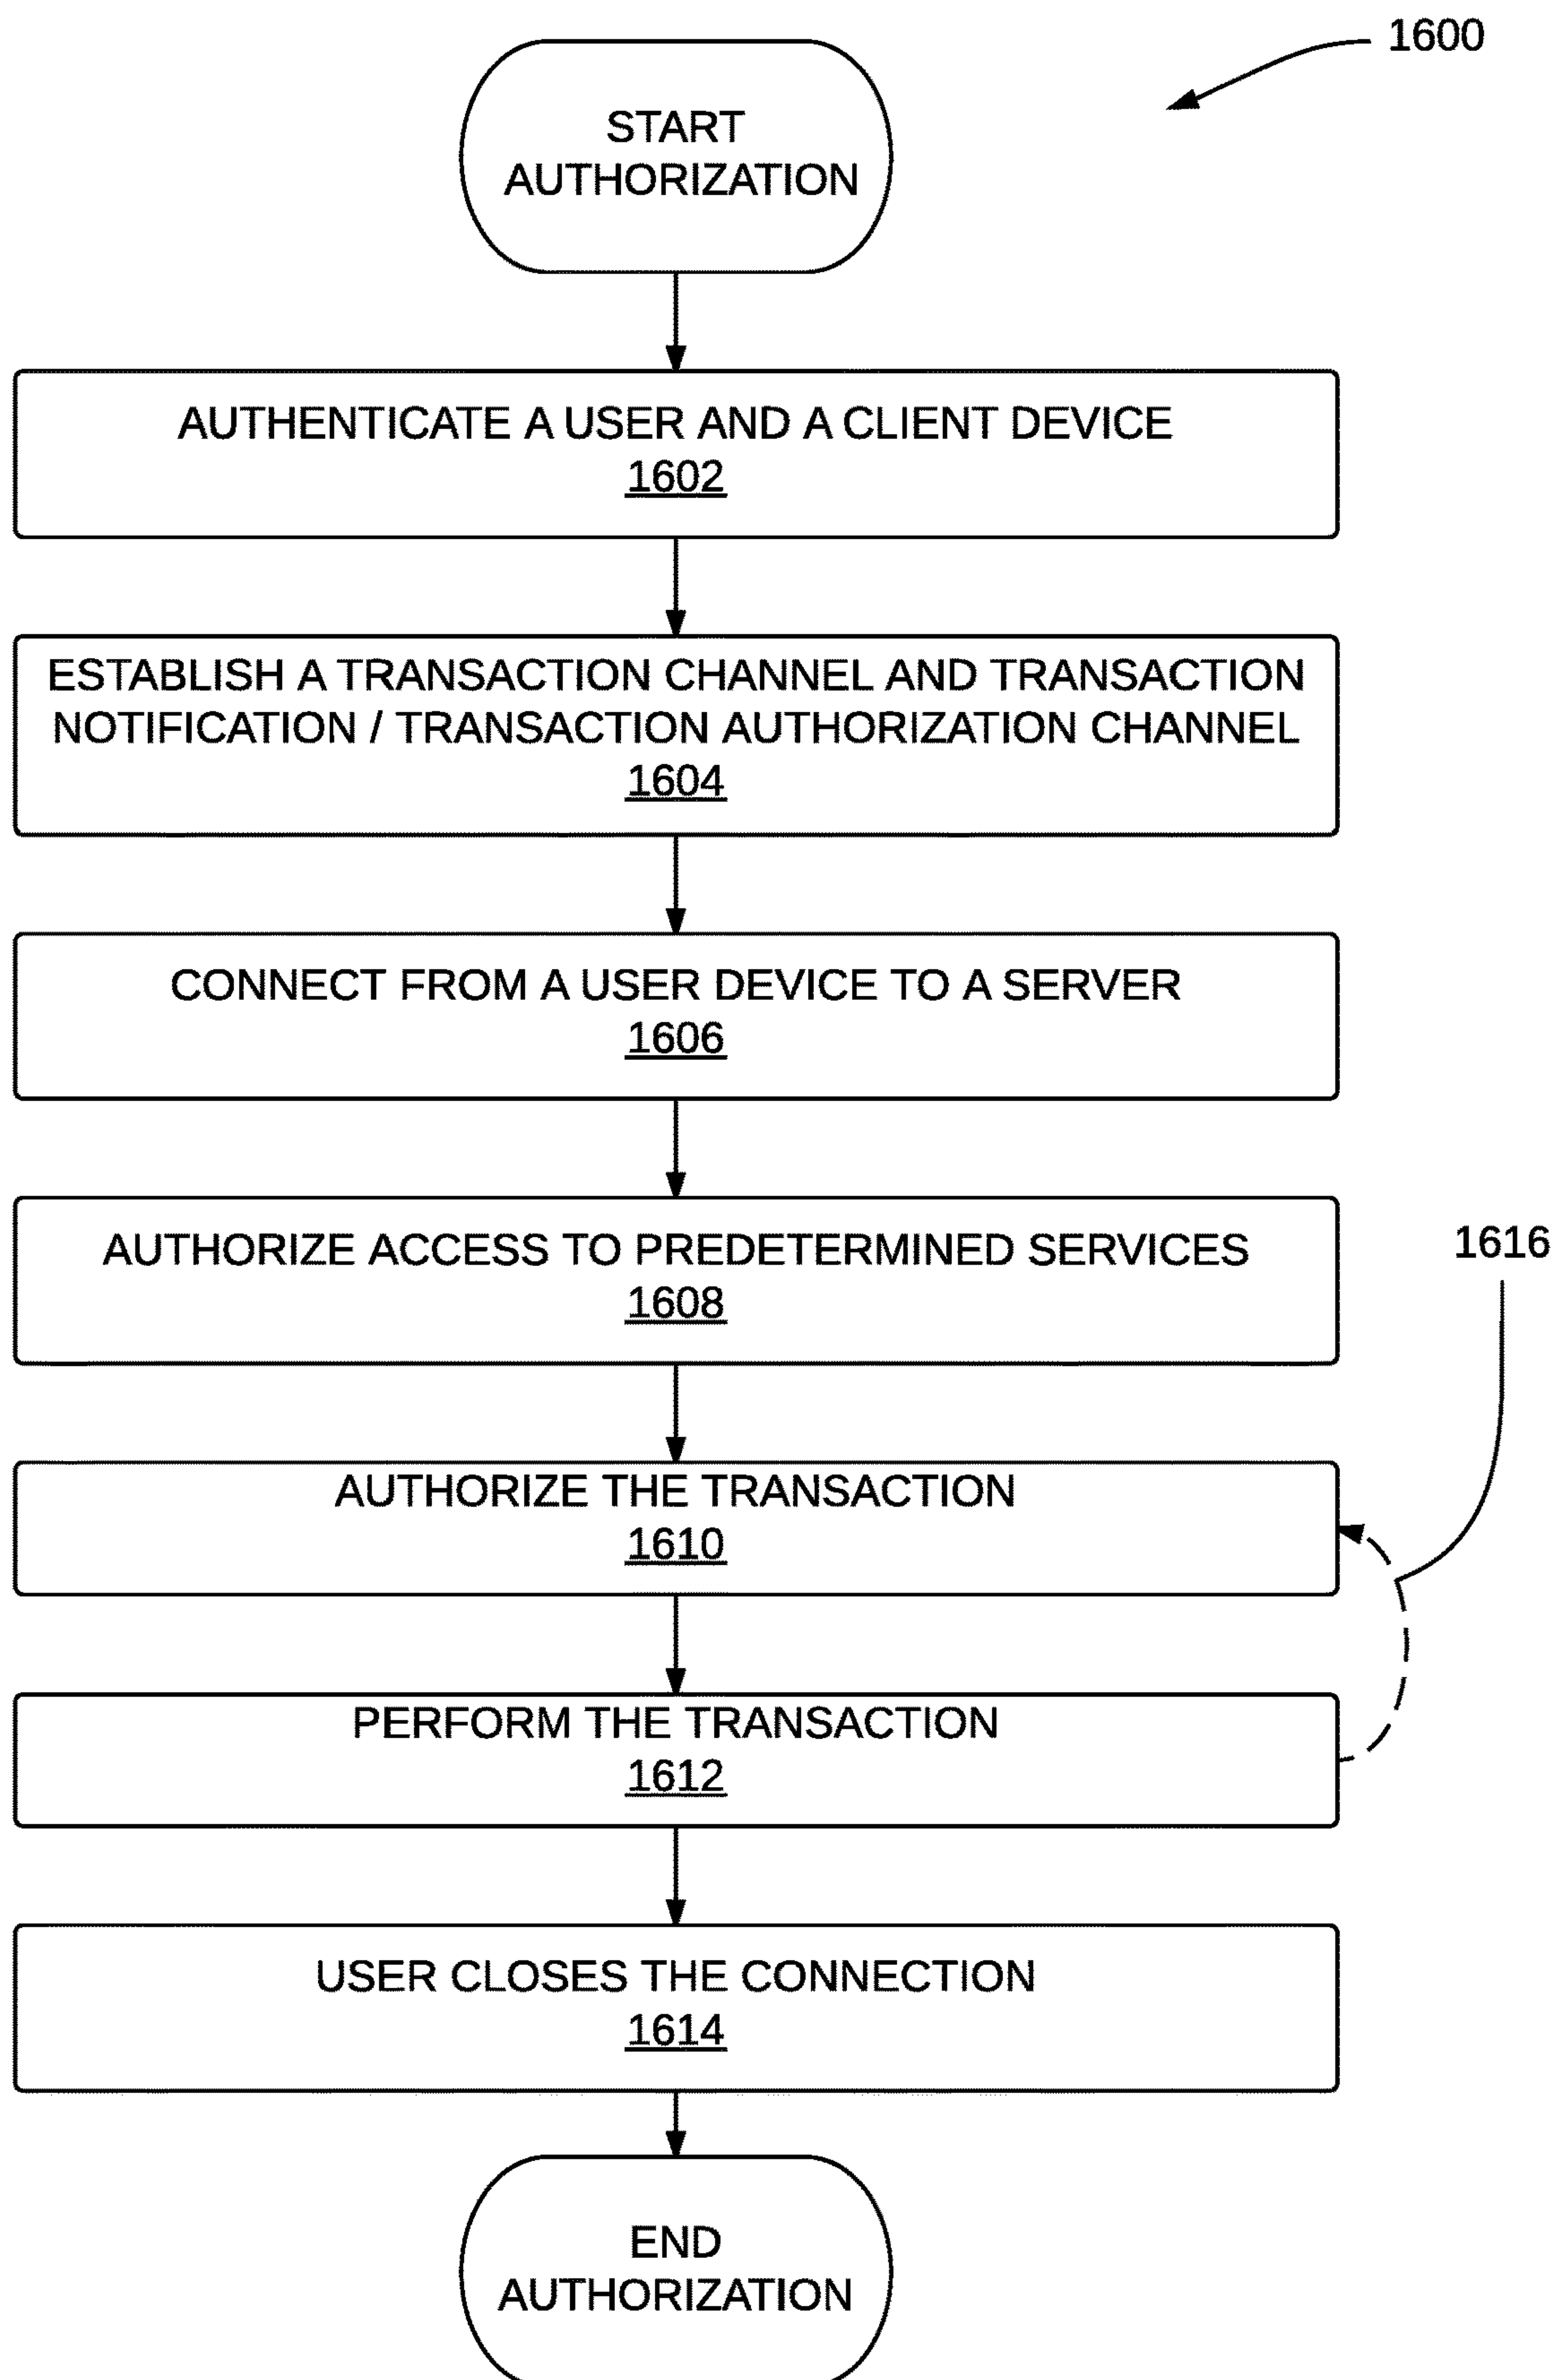 1600
START
AUTHORIZATION
AUTHENTICATE A USER AND A CLIENT DEVICE
1602
ESTABLISH A TRANSACTION CHANNEL AND TRANSACTION
NOTIFICATION / TRANSACTION AUTHORIZATION CHANNEL
1604
CONNECT FROM A USER DEVICE TO A SERVER
1606
AUTHORIZE ACCESS TO PREDETERMINED SERVICES
1608
1616
AUTHORIZE THE TRANSACTION
1610
PERFORM THE TRANSACTION
1612
USER CLOSES THE CONNECTION
1614
END
AUTHORIZATION